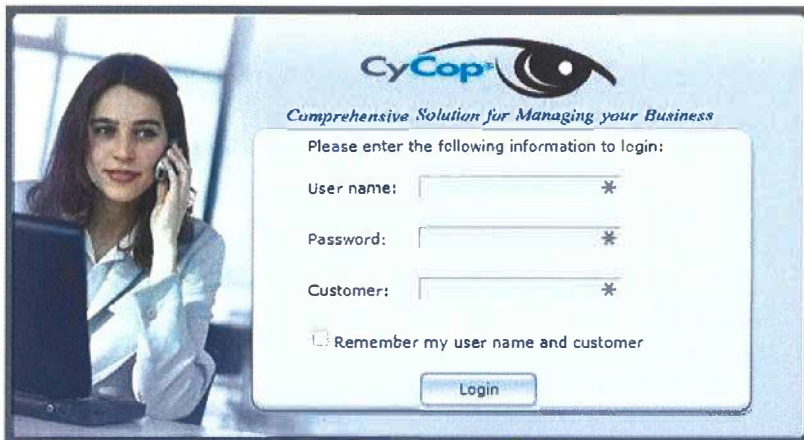 CyCop
Comprehensive Solution for Managing your Business
Please enter the following information to login:
User name: *
Password: *
Customer: *
Remember my user name and customer
Login